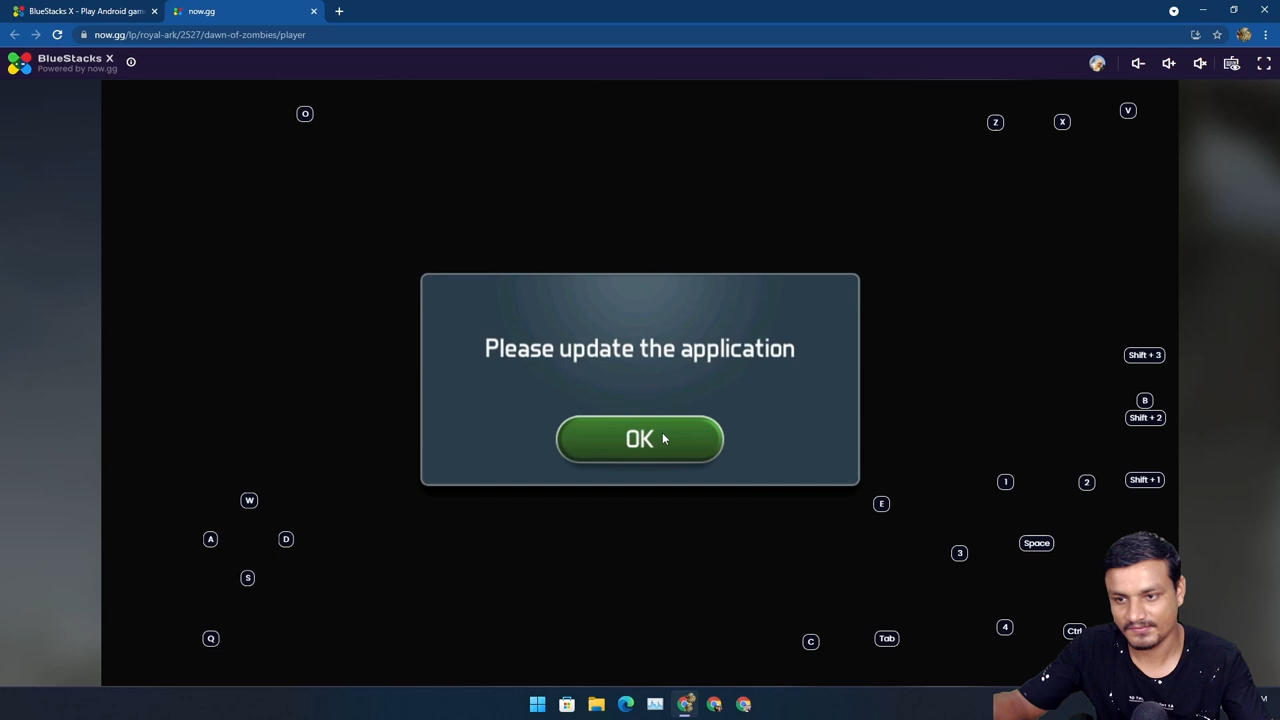 BlueStacks X - Play Android gam
now.gg
now.gg/lp/royal-ark/2527/dawn-of-zombies/player
BlueStacks X
Powered by now.gg
O
Z
X
V
Please update the application
OK
Shift + 3
B
Shift + 2
Shift + 1
1
2
W
E
A
D
Space
3
S
4
Ctrl
Q
C
Tab
M